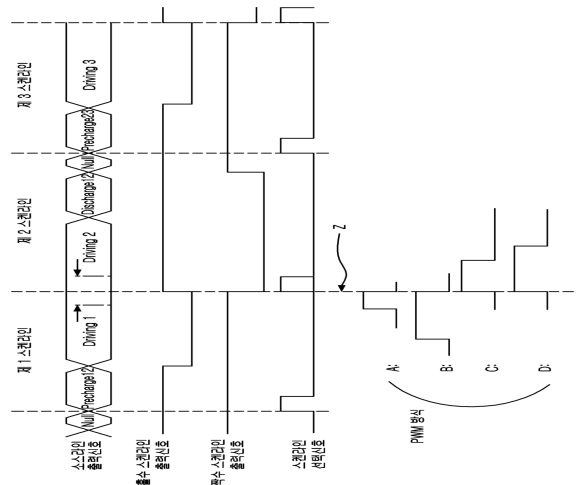 제 1 스캔라인
제 2 스캔라인
제 3 스캔라인
소스라인
출력신호
Null
Precharge12
Driving 1
Driving 2
Discharge12
Null
Precharge23
Driving 3
홀수 스캔라인
출력신호
짝수 스캔라인
출력신호
스캔라인
선택신호
Z
PWM 방식
A:
B:
C:
D: